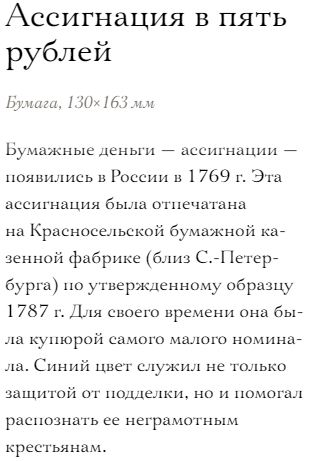 Ассигнация в пять
рублей
Бумага, 130×163 мм
Бумажные деньги — ассигнации —
появились в России в 1769 г. Эта
ассигнация была отпечатана
на Красносельской бумажной ка-
зенной фабрике (близ С.-Петер-
бурга) по утвержденному образцу
1787 г. Для своего времени она бы-
ла купюрой самого малого номина-
ла. Синий цвет служил не только
защитой от подделки, но и помогал
распознать ее неграмотным
крестьянам.